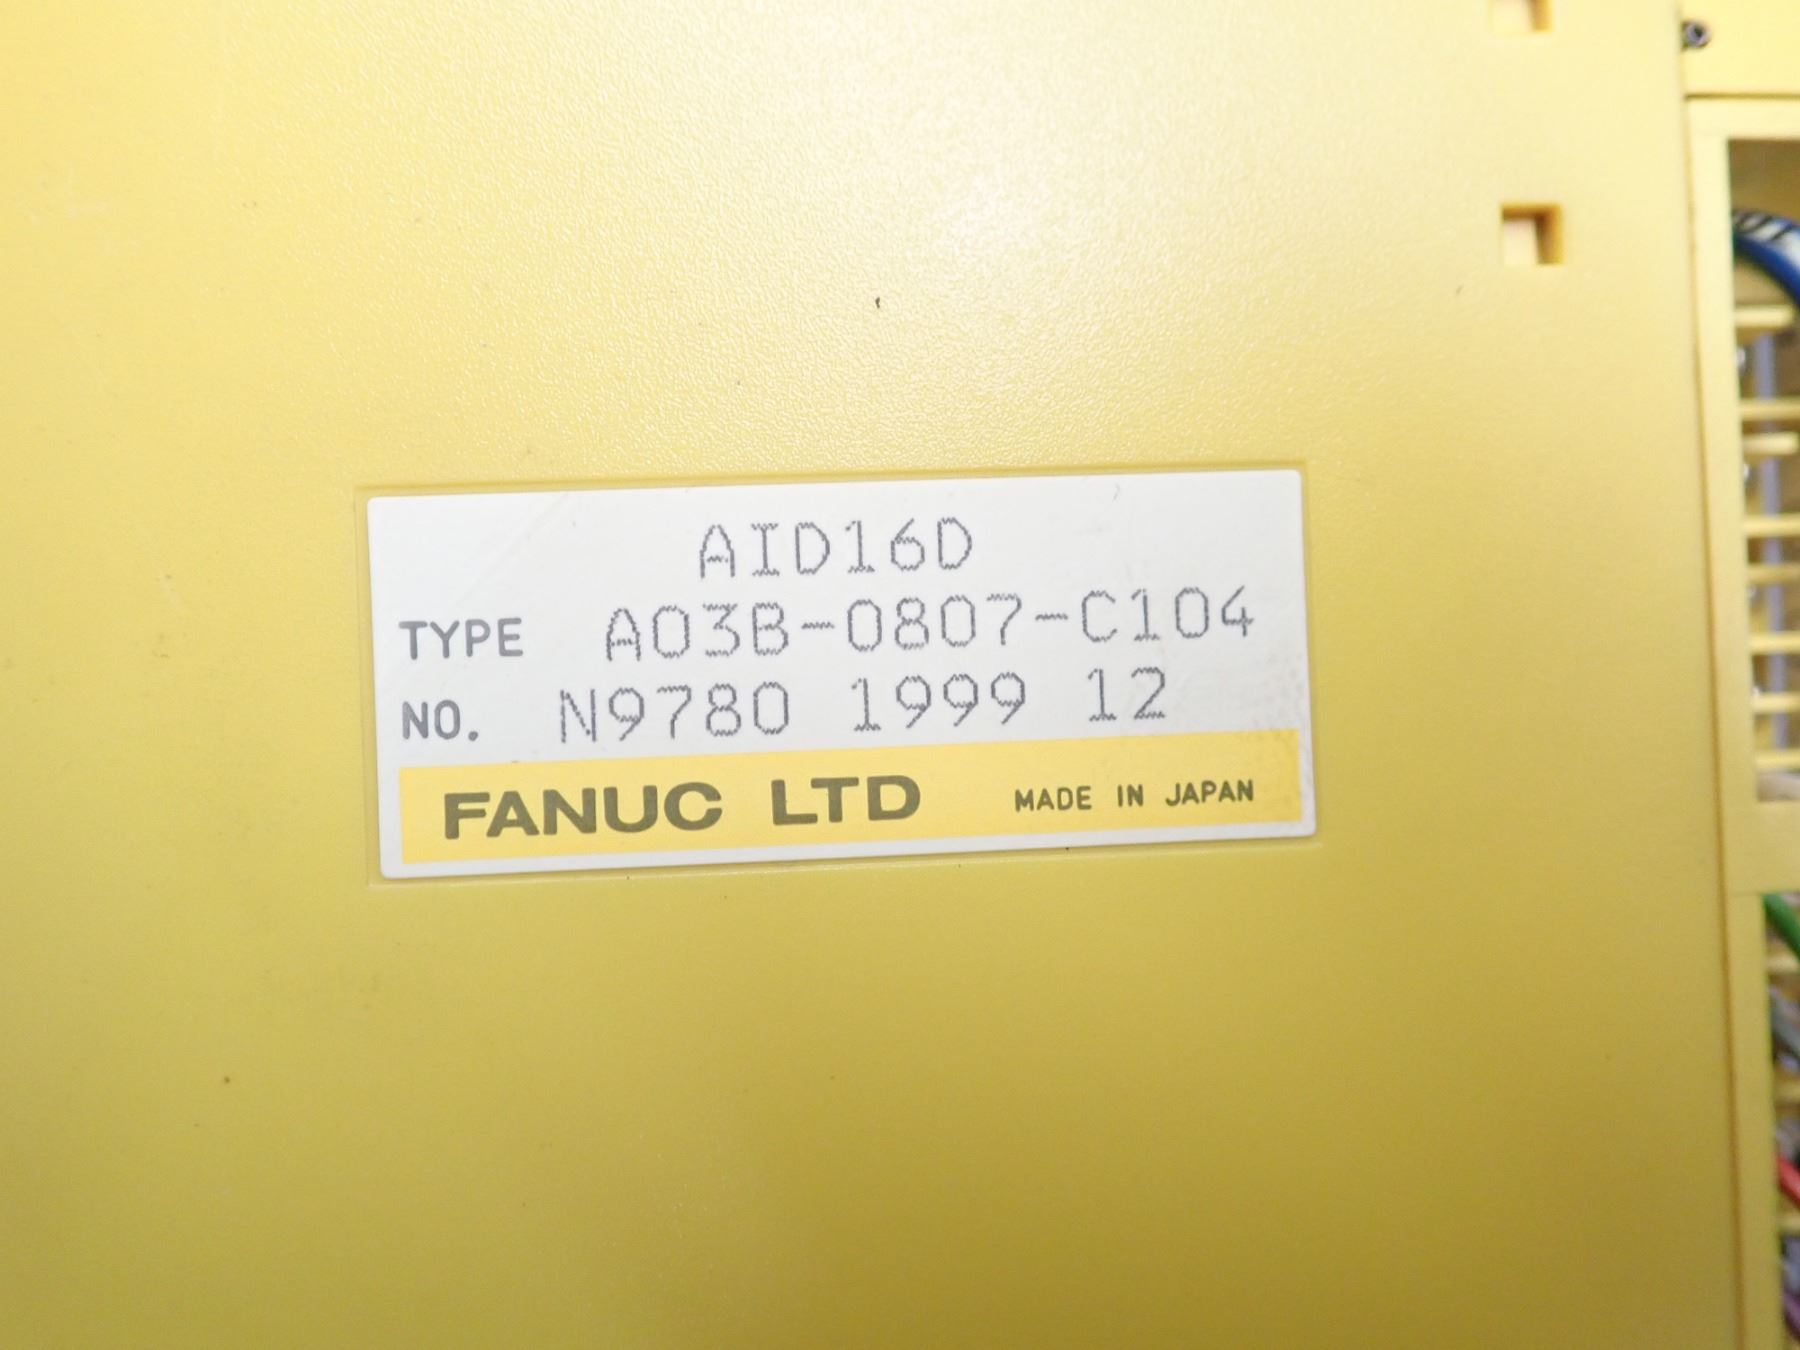 AID16D
TYPE A03B-0807-C104
NO. N9780 1999 12
FANUC LTD MADE IN JAPAN